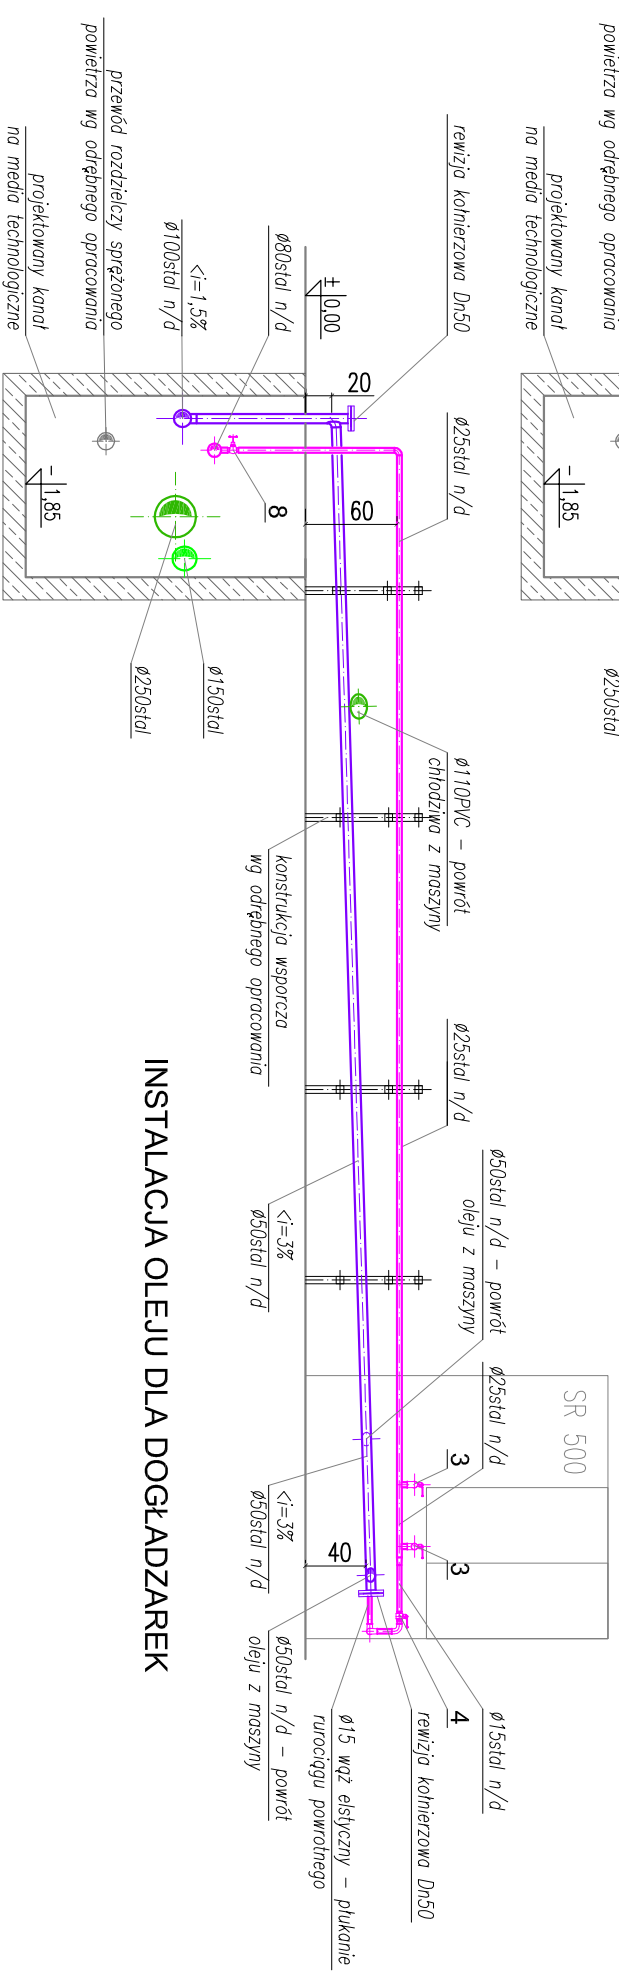 powietrza wg odrębnego opracowania
projektowany kanał
na media technologiczne
-
1,85
ø250stal
rewizja kołnierzowa Dn50
ø25stal n/d
ø110PVC - powrót
chłodziwa z maszyny
ø25stal n/d
ø50stal n/d - powrót
oleju z maszyny
ø25stal n/d
SR 500
3
3
4
ø15stal n/d
rewizja kołnierzowa Dn50
ø15 wąż elstyczny - płukanie
rurociągu powrotnego
±
0,00
20
60
40
ø80stal n/d
<i=1,5%
ø100stal n/d
8
przewód rozdzielczy sprężonego
powietrza wg odrębnego opracowania
projektowany kanał
na media technologiczne
-
1,85
ø150stal
ø250stal
konstrukcja wsporcza
wg odrębnego opracowania
<i=3%
ø50stal n/d
<i=3%
ø50stal n/d
ø50stal n/d - powrót
oleju z maszyny
INSTALACJA OLEJU DLA DOGŁADZAREK